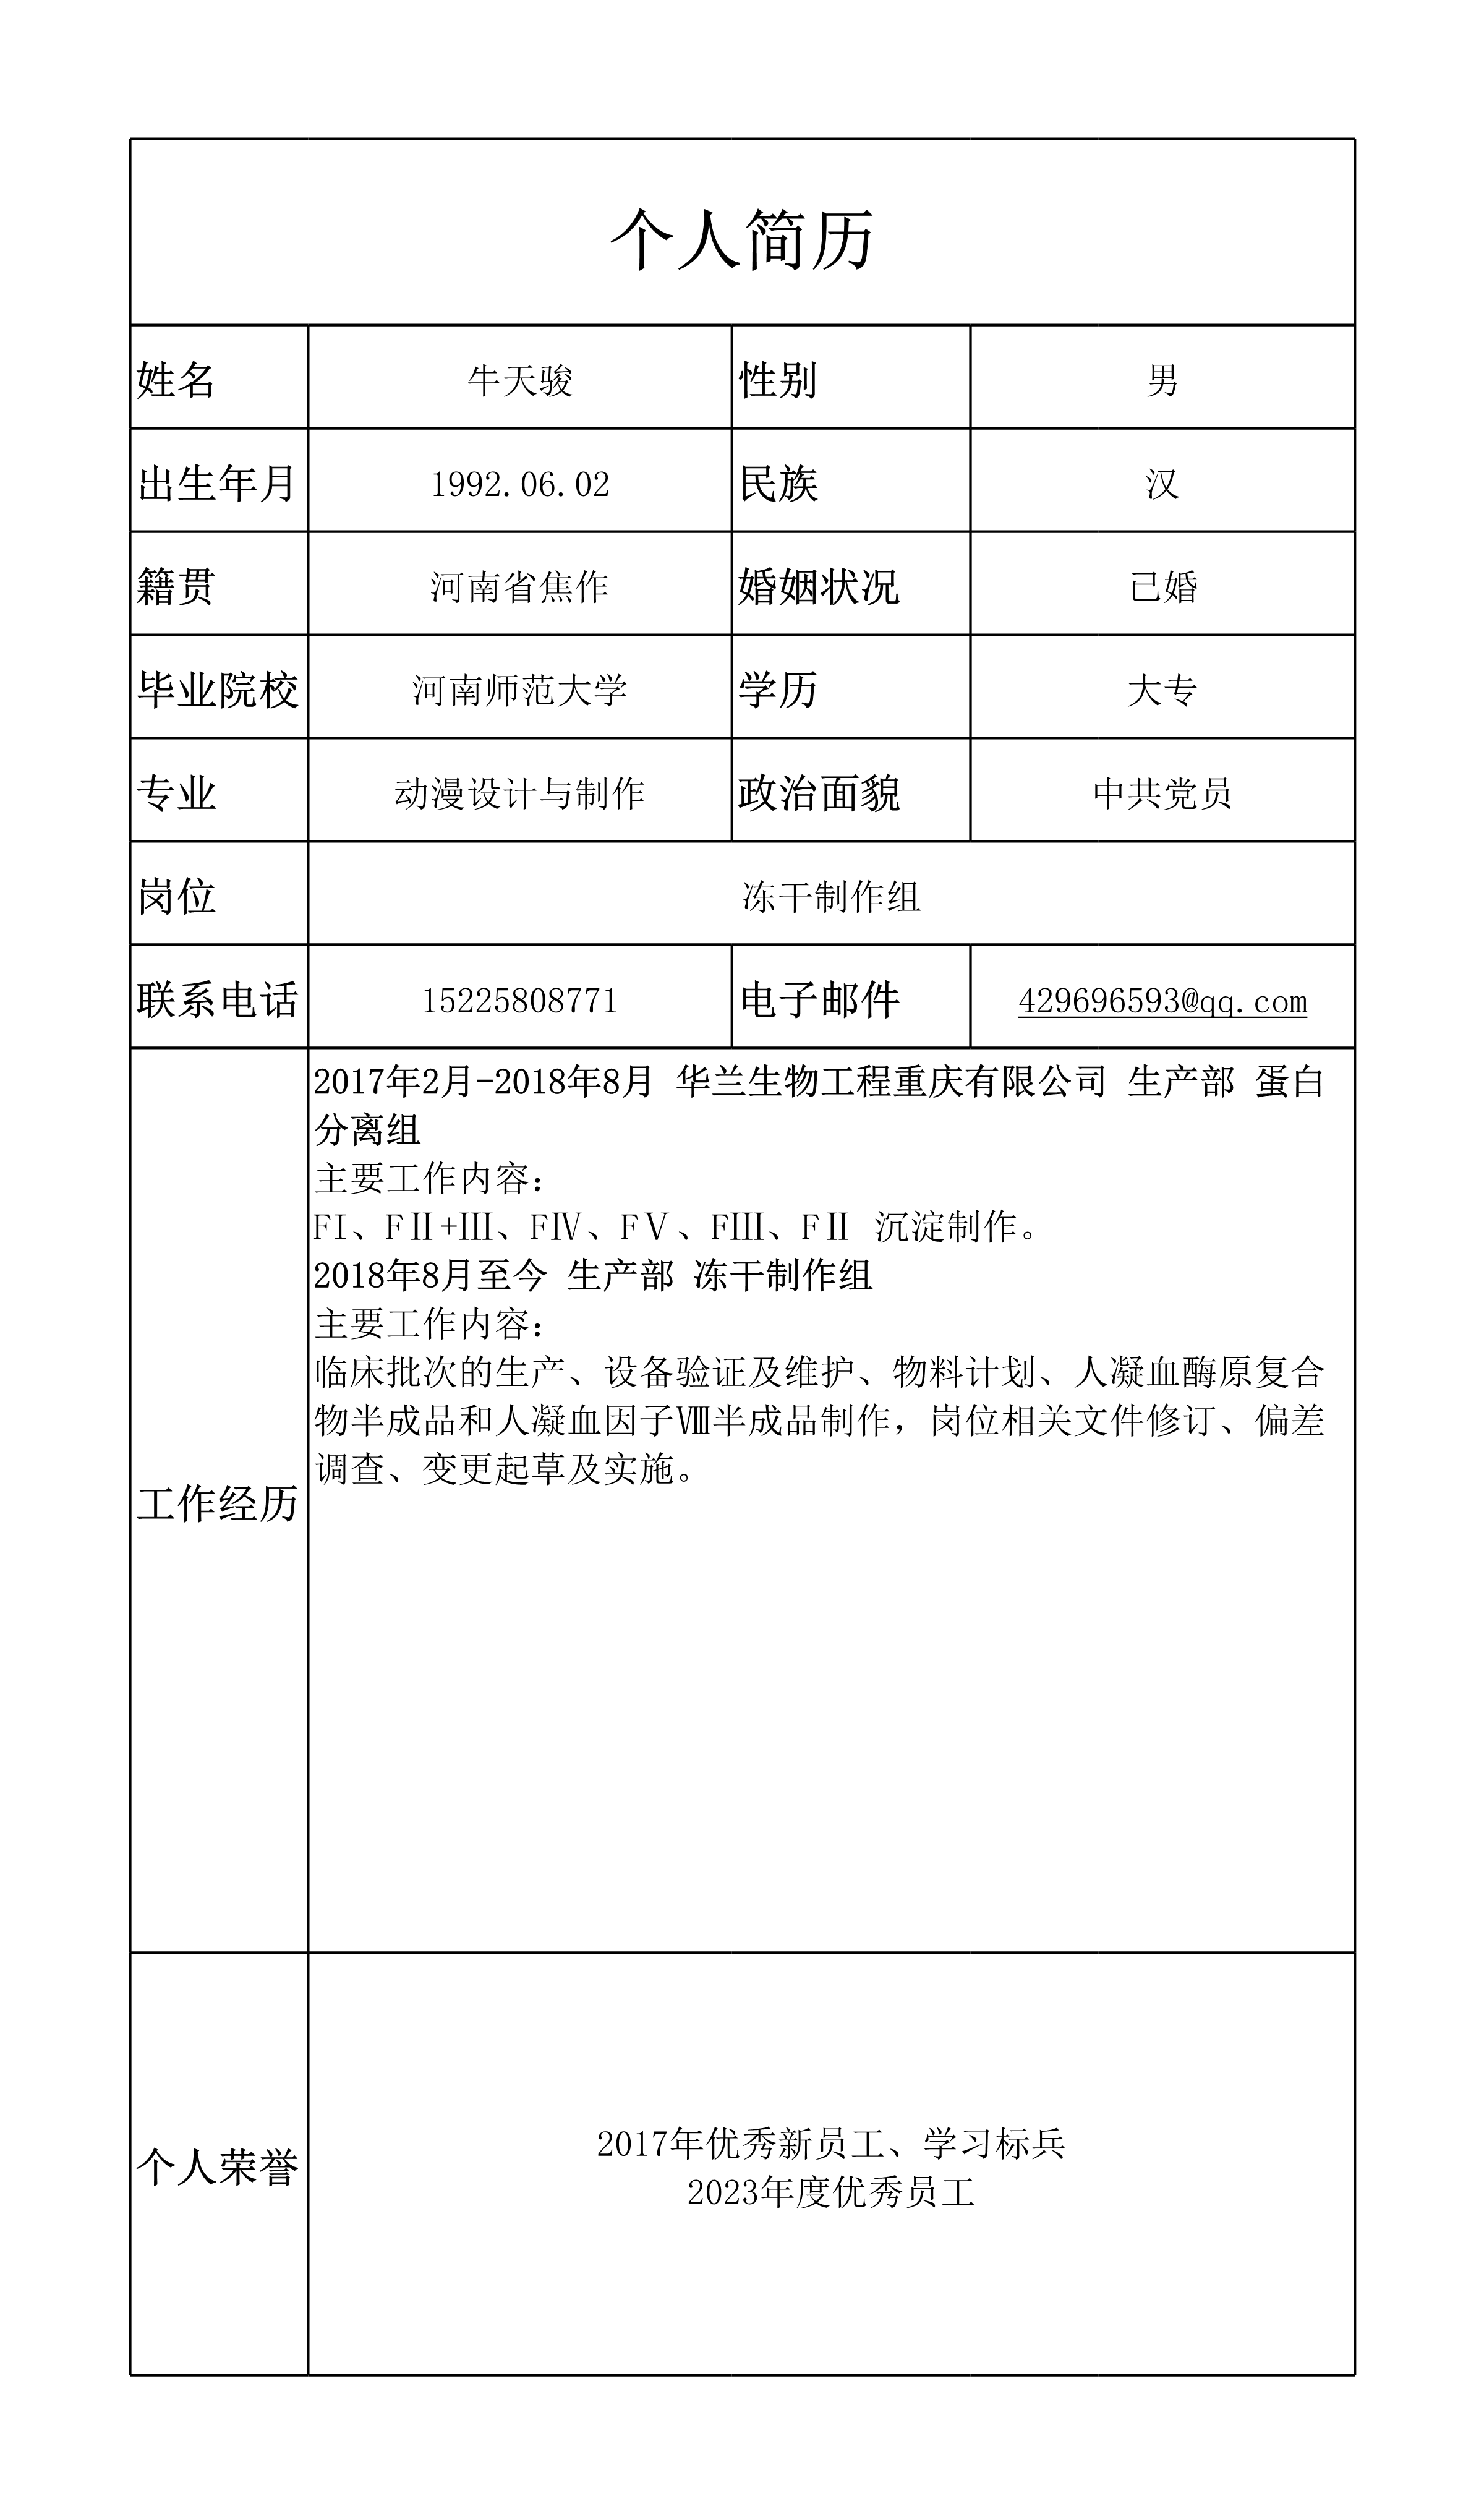 个人简历
姓名 牛天骏 性别 男
出生年月 1992.06.02 民族 汉
籍贯 河南省焦作 婚姻状况 已婚
毕业院校 河南师范大学 学历 大专
专业 动漫设计与制作 政治面貌 中共党员
岗位 冻干制作组
联系电话 15225808771 电子邮件 429696593@qq.com
工作经历
2017年2月-2018年8月 华兰生物工程重庆有限公司 生产部 蛋白
分离组
主要工作内容：
FⅠ、FⅡ+Ⅲ、FⅣ、FⅤ、FⅢ、FⅡ 沉淀制作。
2018年8月至今 生产部 冻干制作组
主要工作内容：
临床批次的生产、设备验证及维护、物料计划、人凝血酶原复合
物半成品和人凝血因子Ⅷ半成品制作，岗位相关文件修订、偏差
调查、变更起草及实施。
个人荣誉
2017年优秀新员工、学习标兵
2023年度优秀员工